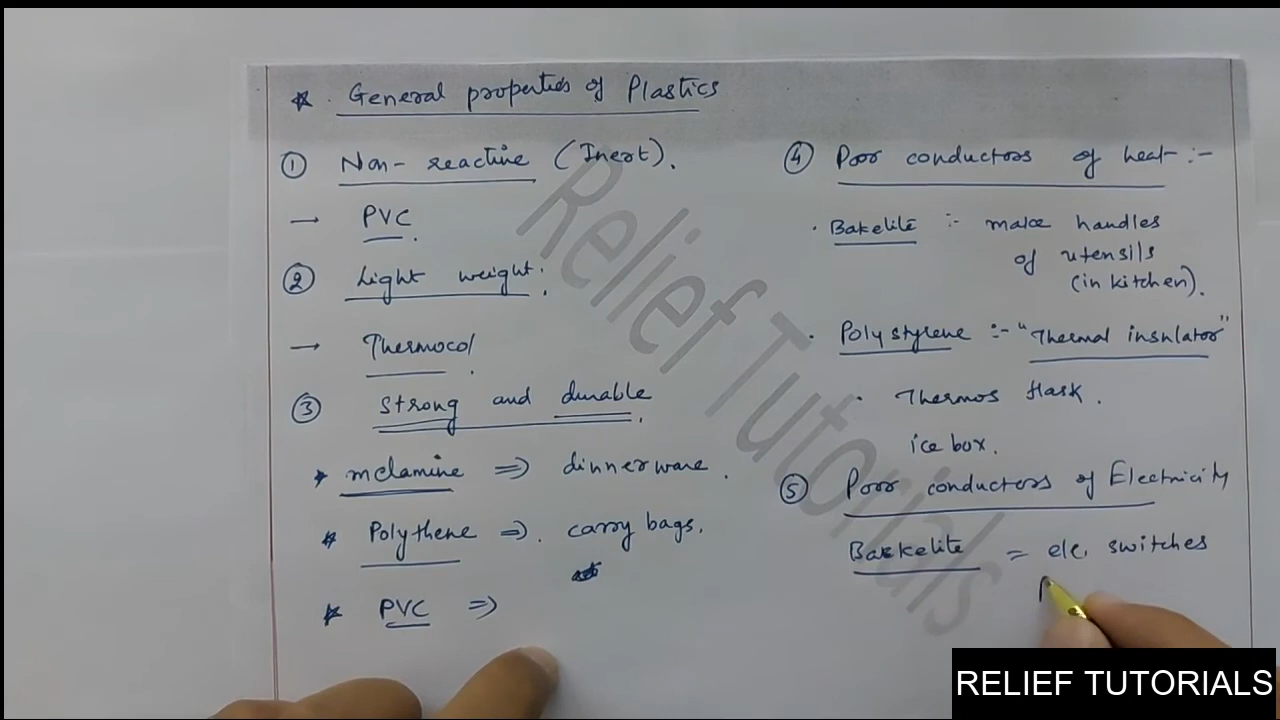 * General properties of Plastics
① Non-reactive (Inert).
→ PVC.
② Light weight.
→ Thermocol.
③ Strong and durable.
* melamine ⇒ dinnerware.
* Polythene ⇒ carry bags.
* PVC ⇒
④ Poor conductors of heat :-
. Bakelite :- make handles
of utensils
(in kitchen).
. Polystyrene :- "Thermal insulator"
. Thermos flask.
ice box.
⑤ Poor conductors of Electricity
Baskelite = ele. switches
Relief Tutorials
RELIEF TUTORIALS